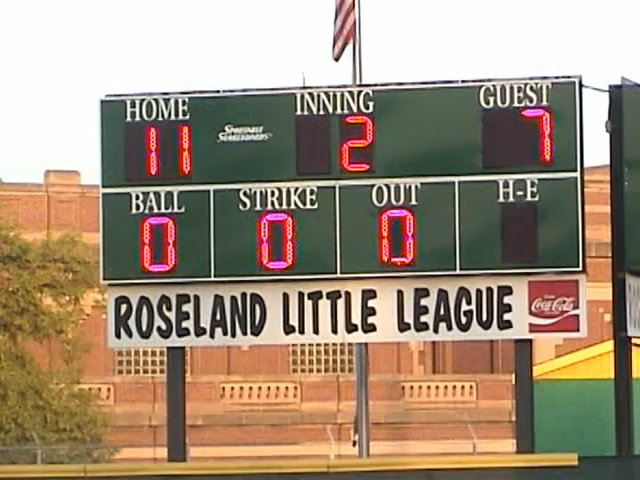 HOME INNING GUEST
11 2 7
BALL STRIKE OUT H-E
0 0 0
ROSELAND LITTLE LEAGUE Coca-Cola